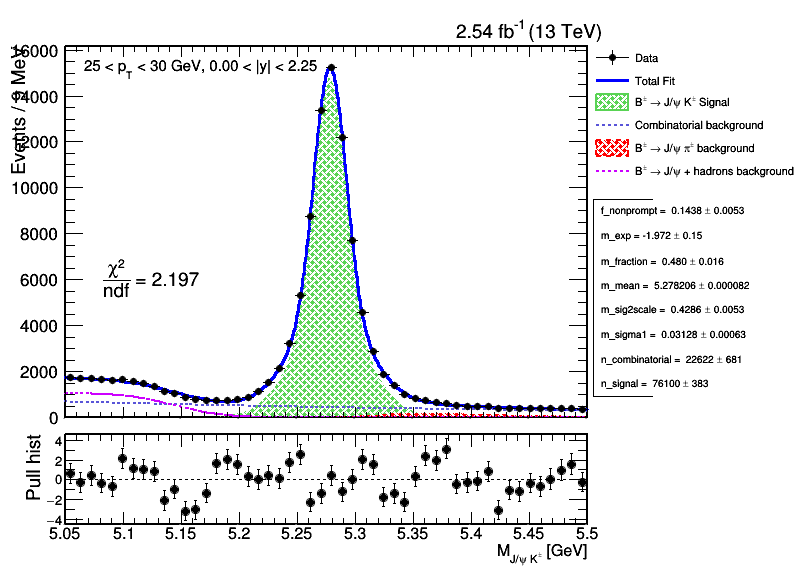 2.54 fb⁻¹ (13 TeV)
Events / 9 MeV
25 < p_T < 30 GeV, 0.00 < |y| < 2.25
16000
14000
12000
10000
8000
6000
4000
2000
0
χ²/ndf = 2.197
Data
Total Fit
B± → J/ψ K± Signal
Combinatorial background
B± → J/ψ π± background
B± → J/ψ + hadrons background
f_nonprompt = 0.1438 ± 0.0053
m_exp = -1.972 ± 0.15
m_fraction = 0.480 ± 0.016
m_mean = 5.278206 ± 0.000082
m_sig2scale = 0.4286 ± 0.0053
m_sigma1 = 0.03128 ± 0.00063
n_combinatorial = 22622 ± 681
n_signal = 76100 ± 383
Pull hist
4
2
0
−2
−4
5.05 5.1 5.15 5.2 5.25 5.3 5.35 5.4 5.45 5.5
M_J/ψ K± [GeV]